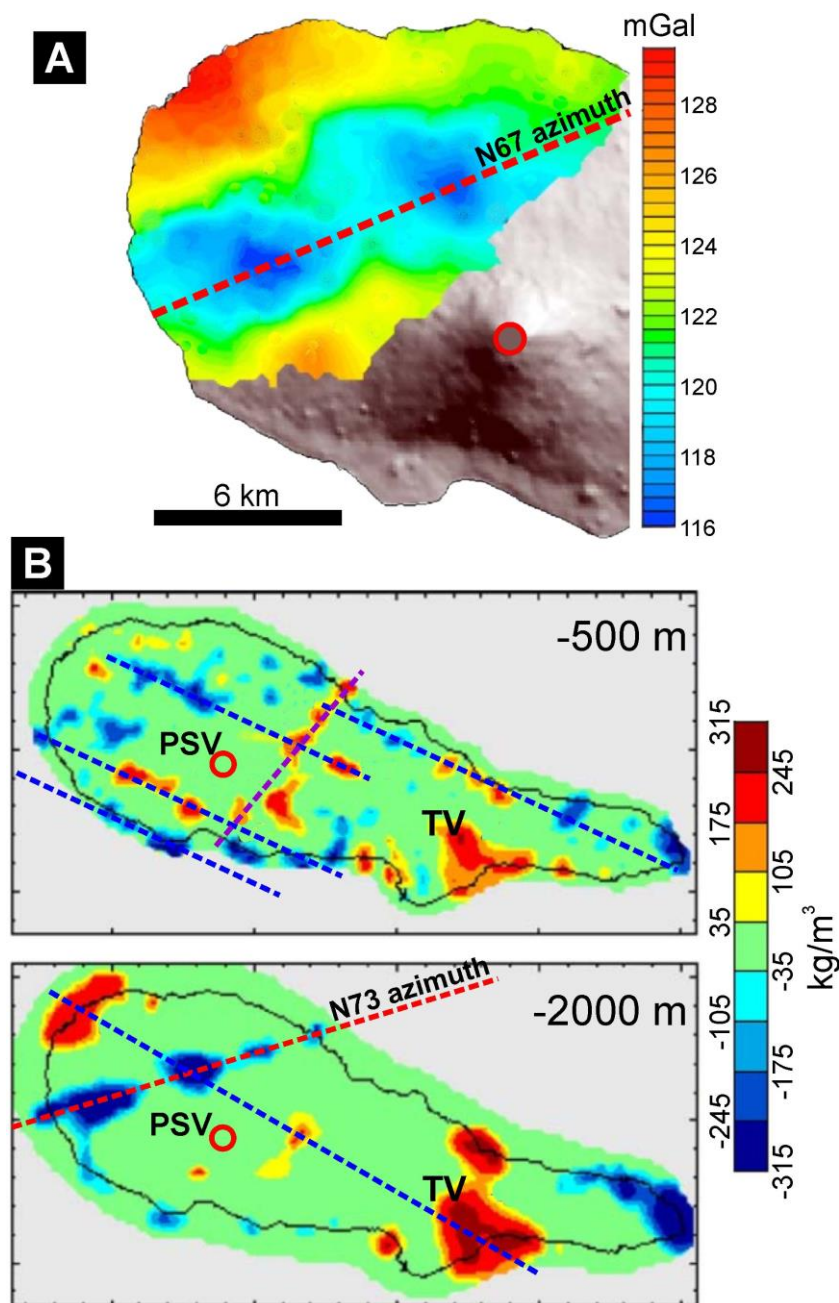 A
mGal
N67 azimuth
128
126
124
122
120
118
116
6 km
B
-500 m
PSV
TV
315
245
175
105
35
-35
-105
-175
-245
-315
kg/m³
N73 azimuth
-2000 m
PSV
TV